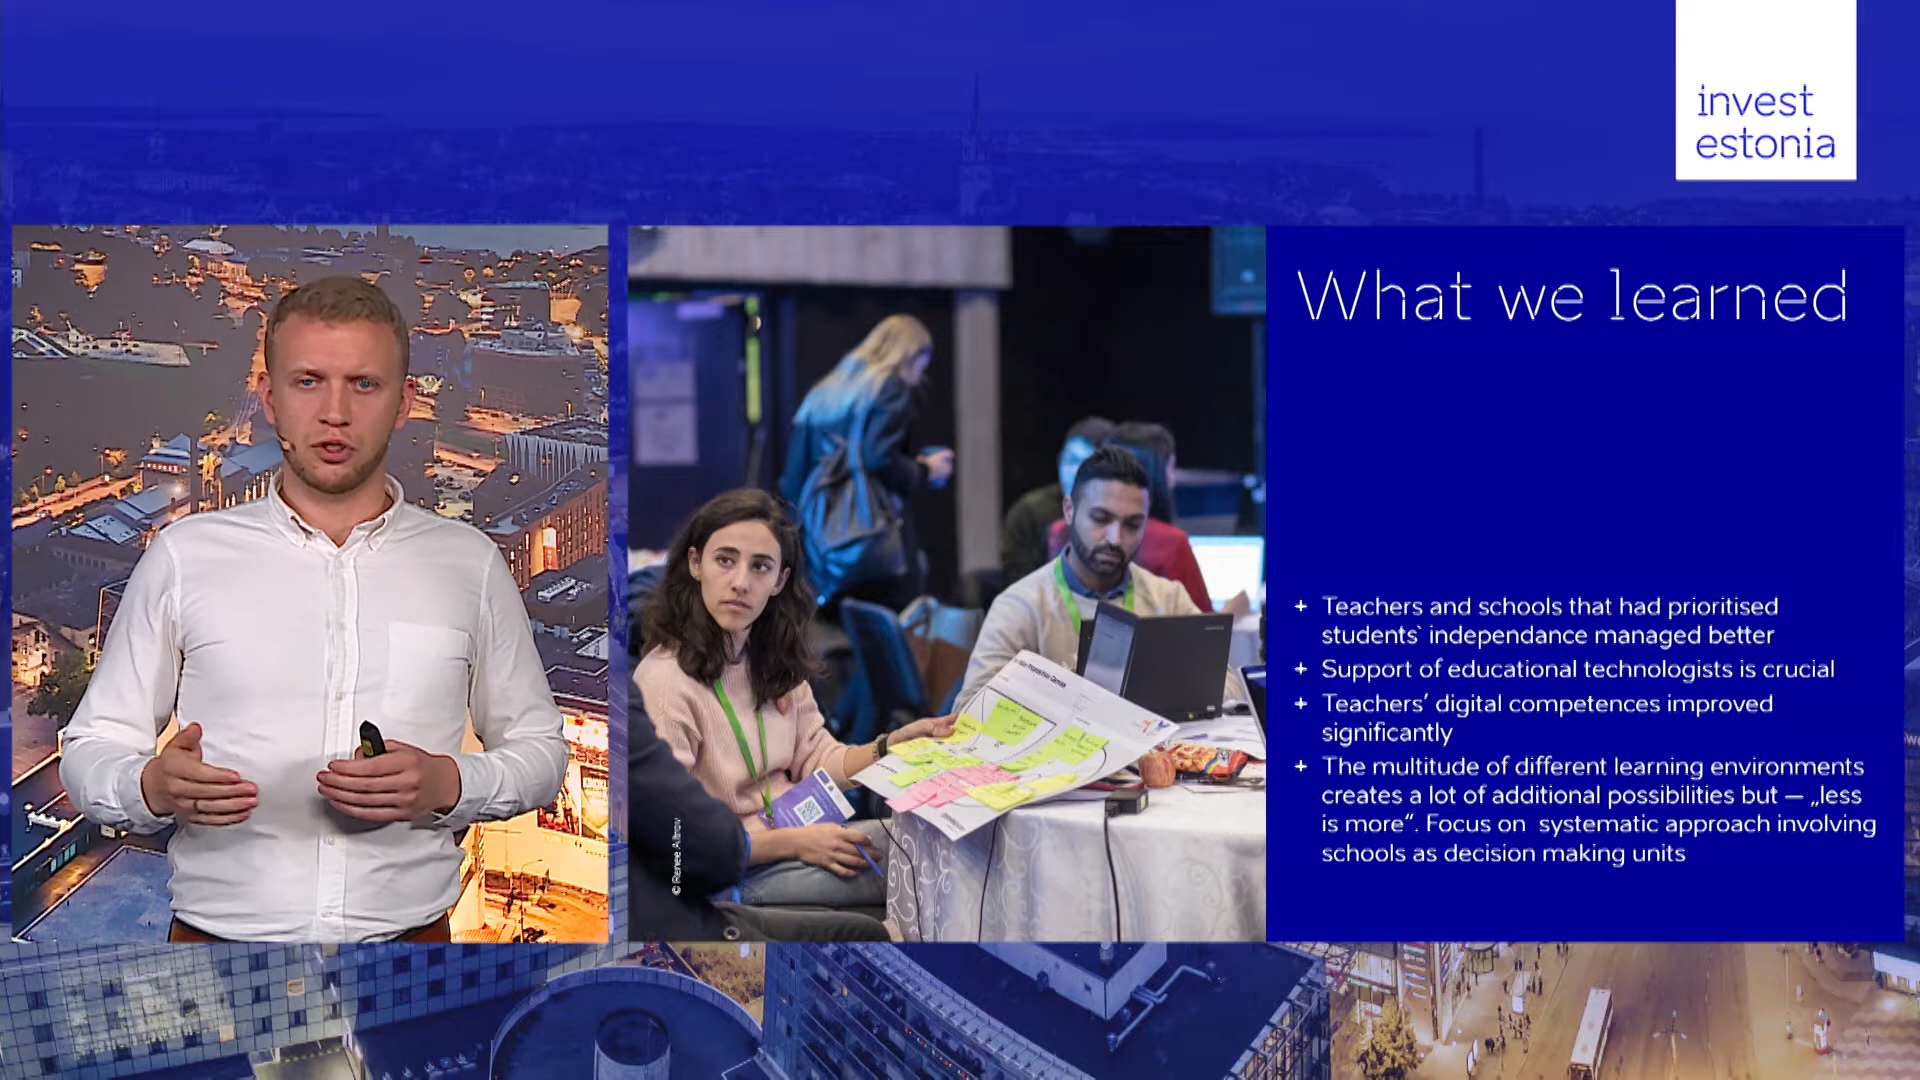 invest
estonia
What we learned
+ Teachers and schools that had prioritised
students` independance managed better
+ Support of educational technologists is crucial
+ Teachers’ digital competences improved
significantly
+ The multitude of different learning environments
creates a lot of additional possibilities but — „less
is more“. Focus on systematic approach involving
schools as decision making units
© Renee Altrov